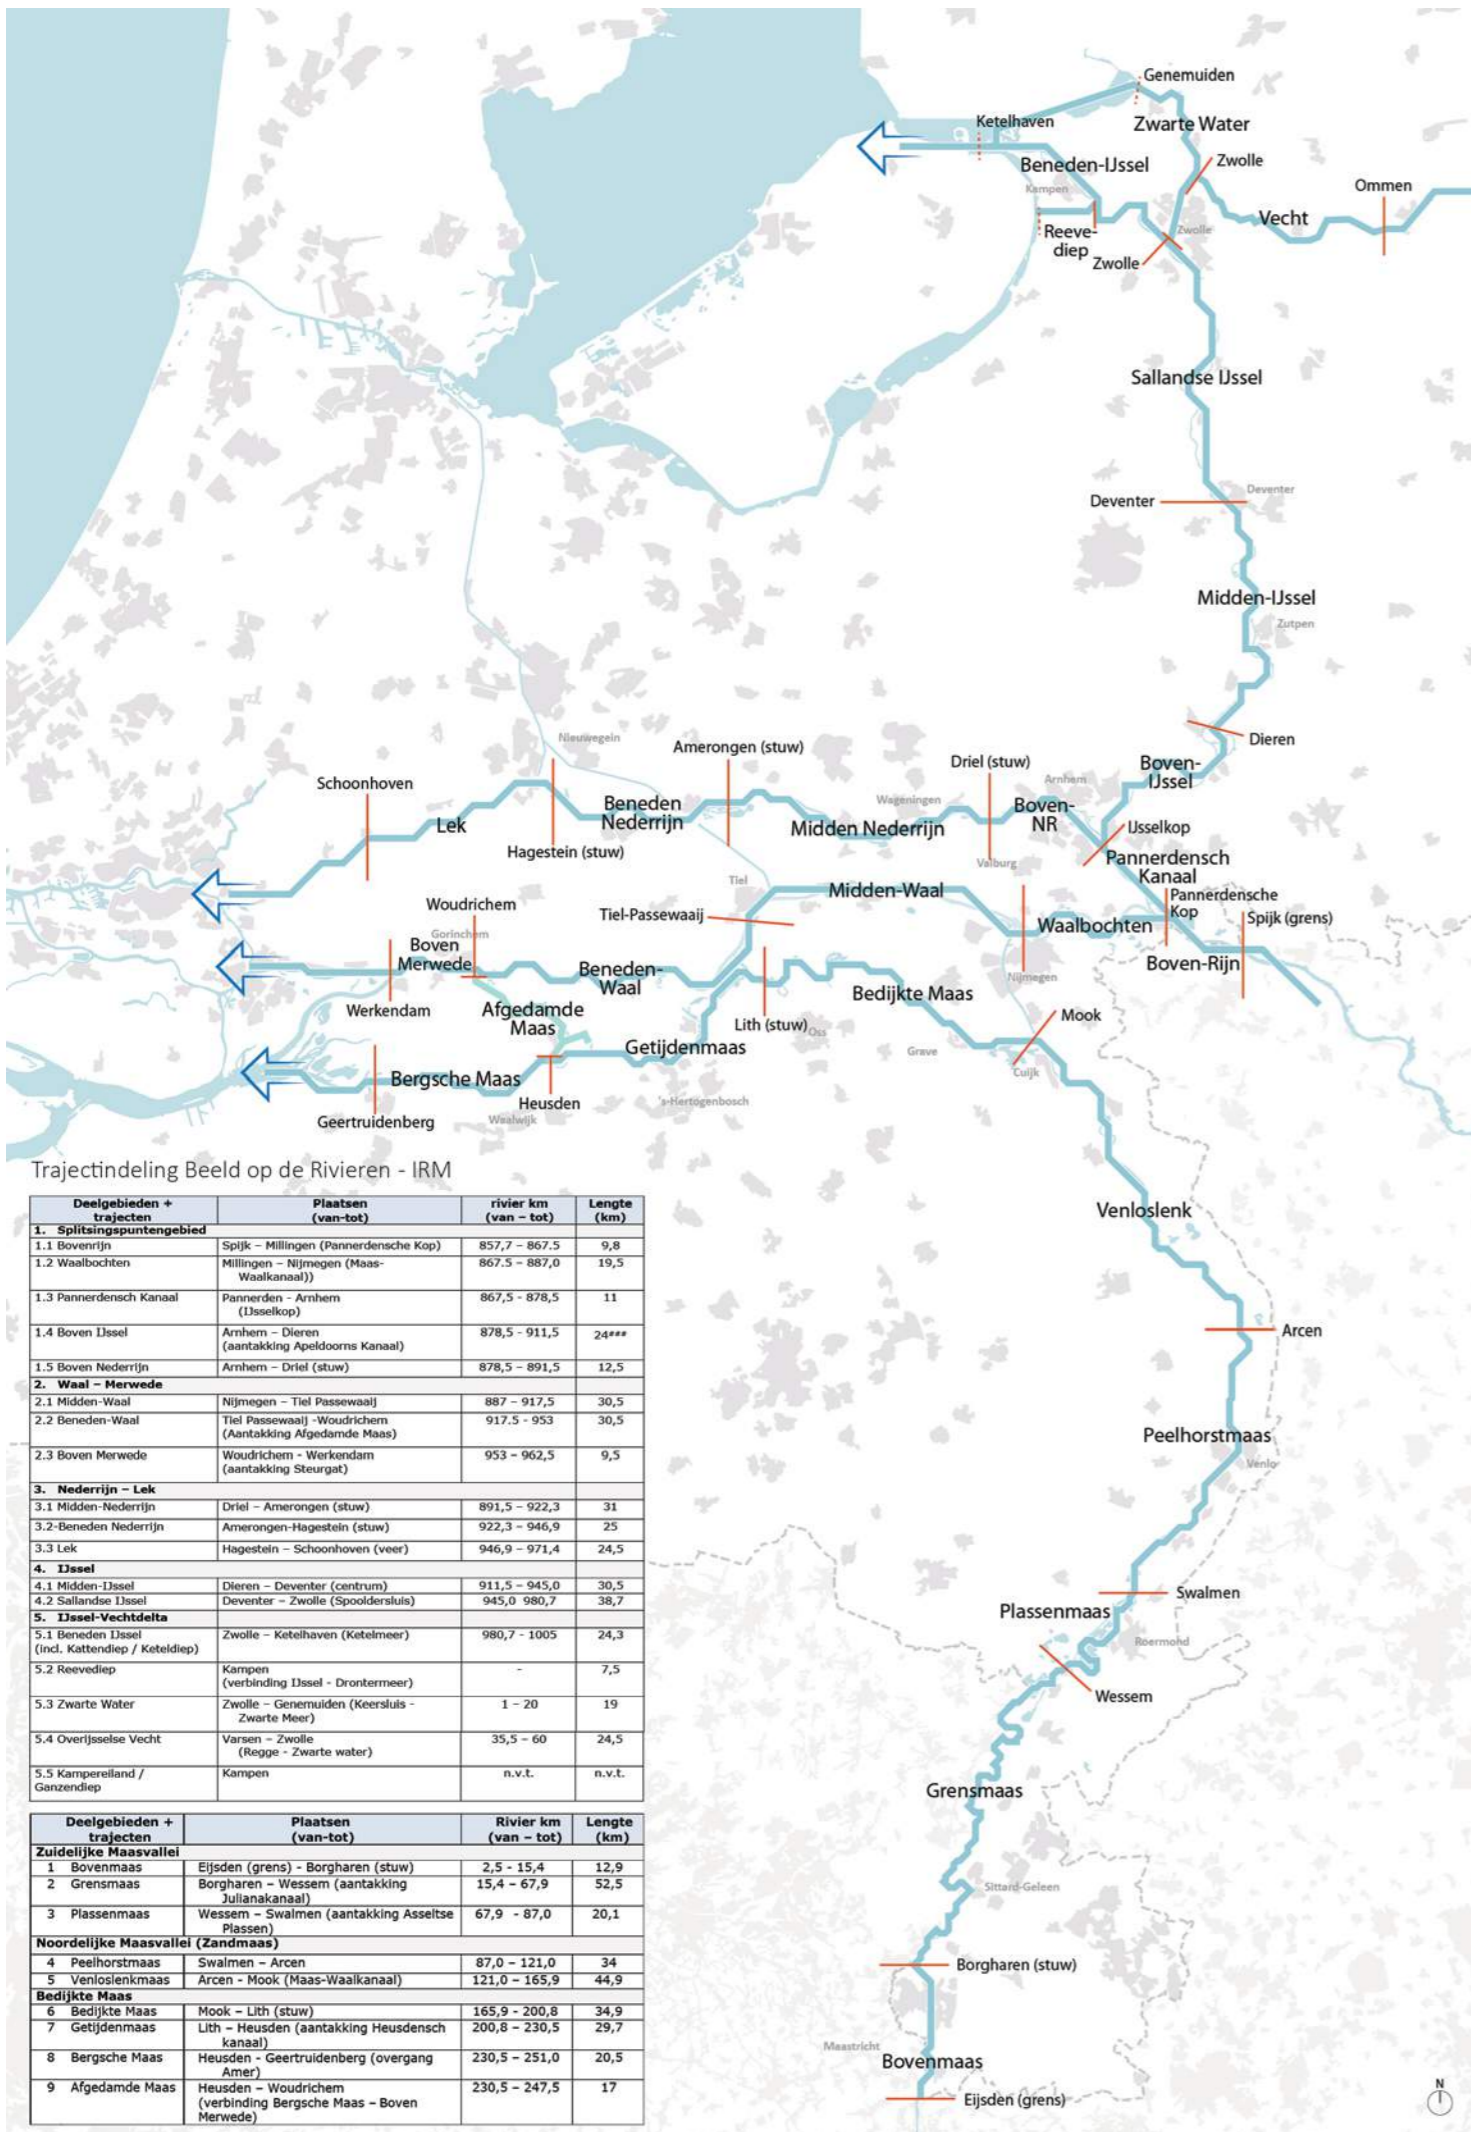 Genemuiden
Ketelhaven
Zwarte Water
Beneden-IJssel
Zwolle
Kampen
Ommen
Vecht
Reeve-
diep
Zwolle
Zwolle
Sallandse IJssel
Deventer
Deventer
Midden-IJssel
Zutpen
Dieren
Boven-
IJssel
Nieuwegein
Amerongen (stuw)
Driel (stuw)
Arnhem
Schoonhoven
Beneden
Nederrijn
Wageningen
Boven-
NR
Lek
Midden Nederrijn
IJsselkop
Hagestein (stuw)
Valburg
Pannerdensch
Kanaal
Tiel
Midden-Waal
Pannerdensche
Kop
Woudrichem
Tiel-Passewaaij
Waalbochten
Spijk (grens)
Gorinchem
Boven
Merwede
Beneden-
Waal
Nijmegen
Boven-Rijn
Bedijkte Maas
Werkendam
Afgedamde
Maas
Lith (stuw)
Oss
Mook
Getijdenmaas
Grave
Cuijk
Bergsche Maas
Heusden
's-Hertogenbosch
Geertruidenberg
Waalwijk
Venloslenk
Arcen
Peelhorstmaas
Venlo
Swalmen
Plassenmaas
Roermond
Wessem
Grensmaas
Sittard-Geleen
Borgharen (stuw)
Maastricht
Bovenmaas
Eijsden (grens)
N
Trajectindeling Beeld op de Rivieren - IRM
Deelgebieden + trajecten Plaatsen (van-tot) rivier km (van – tot) Lengte (km)
1. Splitsingspuntengebied
1.1 Bovenrijn Spijk – Millingen (Pannerdensche Kop) 857,7 – 867.5 9,8
1.2 Waalbochten Millingen – Nijmegen (Maas- 867.5 – 887,0 19,5
Waalkanaal))
1.3 Pannerdensch Kanaal Pannerden - Arnhem 867,5 - 878,5 11
(IJsselkop)
1.4 Boven IJssel Arnhem – Dieren 878,5 - 911,5 24###
(aantakking Apeldoorns Kanaal)
1.5 Boven Nederrijn Arnhem – Driel (stuw) 878,5 – 891,5 12,5
2. Waal – Merwede
2.1 Midden-Waal Nijmegen – Tiel Passewaaij 887 – 917,5 30,5
2.2 Beneden-Waal Tiel Passewaaij -Woudrichem 917.5 - 953 30,5
(Aantakking Afgedamde Maas)
2.3 Boven Merwede Woudrichem - Werkendam 953 – 962,5 9,5
(aantakking Steurgat)
3. Nederrijn – Lek
3.1 Midden-Nederrijn Driel – Amerongen (stuw) 891,5 – 922,3 31
3.2-Beneden Nederrijn Amerongen-Hagestein (stuw) 922,3 – 946,9 25
3.3 Lek Hagestein – Schoonhoven (veer) 946,9 – 971,4 24,5
4. IJssel
4.1 Midden-IJssel Dieren – Deventer (centrum) 911,5 – 945,0 30,5
4.2 Sallandse IJssel Deventer – Zwolle (Spooldersluis) 945,0 980,7 38,7
5. IJssel-Vechtdelta
5.1 Beneden IJssel Zwolle – Ketelhaven (Ketelmeer) 980,7 - 1005 24,3
(incl. Kattendiep / Keteldiep)
5.2 Reevediep Kampen - 7,5
(verbinding IJssel - Drontermeer)
5.3 Zwarte Water Zwolle – Genemuiden (Keersluis - 1 – 20 19
Zwarte Meer)
5.4 Overijsselse Vecht Varsen – Zwolle 35,5 – 60 24,5
(Regge - Zwarte water)
5.5 Kampereiland / Kampen n.v.t. n.v.t.
Ganzendiep
Deelgebieden + trajecten Plaatsen (van-tot) Rivier km (van – tot) Lengte (km)
Zuidelijke Maasvallei
1 Bovenmaas Eijsden (grens) - Borgharen (stuw) 2,5 - 15,4 12,9
2 Grensmaas Borgharen – Wessem (aantakking 15,4 – 67,9 52,5
Julianakanaal)
3 Plassenmaas Wessem – Swalmen (aantakking Asseltse 67,9 - 87,0 20,1
Plassen)
Noordelijke Maasvallei (Zandmaas)
4 Peelhorstmaas Swalmen – Arcen 87,0 – 121,0 34
5 Venloslenkmaas Arcen - Mook (Maas-Waalkanaal) 121,0 – 165,9 44,9
Bedijkte Maas
6 Bedijkte Maas Mook – Lith (stuw) 165,9 - 200,8 34,9
7 Getijdenmaas Lith – Heusden (aantakking Heusdensch 200,8 – 230,5 29,7
kanaal)
8 Bergsche Maas Heusden - Geertruidenberg (overgang 230,5 – 251,0 20,5
Amer)
9 Afgedamde Maas Heusden – Woudrichem 230,5 – 247,5 17
(verbinding Bergsche Maas – Boven
Merwede)